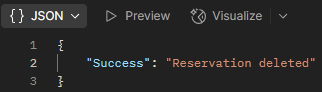 {} JSON Preview Visualize
1 {
2 "Success": "Reservation deleted"
3 }